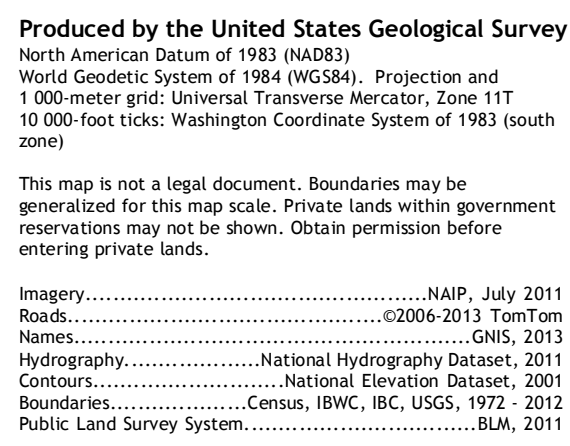 Produced by the United States Geological Survey
North American Datum of 1983 (NAD83)
World Geodetic System of 1984 (WGS84).  Projection and
1 000-meter grid: Universal Transverse Mercator, Zone 11T
10 000-foot ticks: Washington Coordinate System of 1983 (south
zone)

This map is not a legal document. Boundaries may be
generalized for this map scale. Private lands within government
reservations may not be shown. Obtain permission before
entering private lands.

Imagery..................................................NAIP, July 2011
Roads..............................................©2006-2013 TomTom
Names..........................................................GNIS, 2013
Hydrography....................National Hydrography Dataset, 2011
Contours............................National Elevation Dataset, 2001
Boundaries....................Census, IBWC, IBC, USGS, 1972 - 2012
Public Land Survey System..................................BLM, 2011